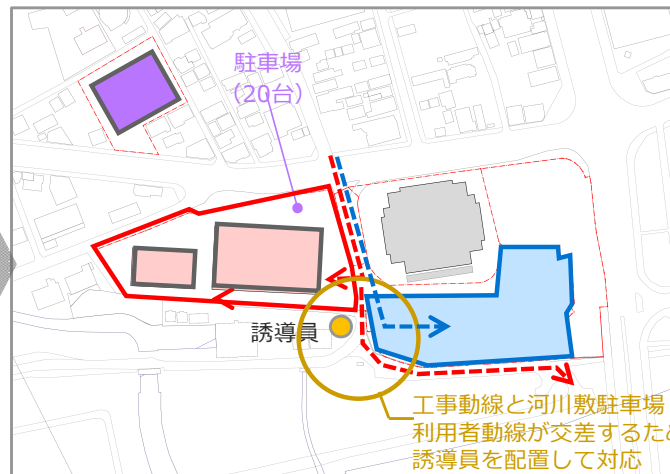 駐車場
（20台）
誘導員
工事動線と河川敷駐車場
利用者動線が交差するため
誘導員を配置して対応